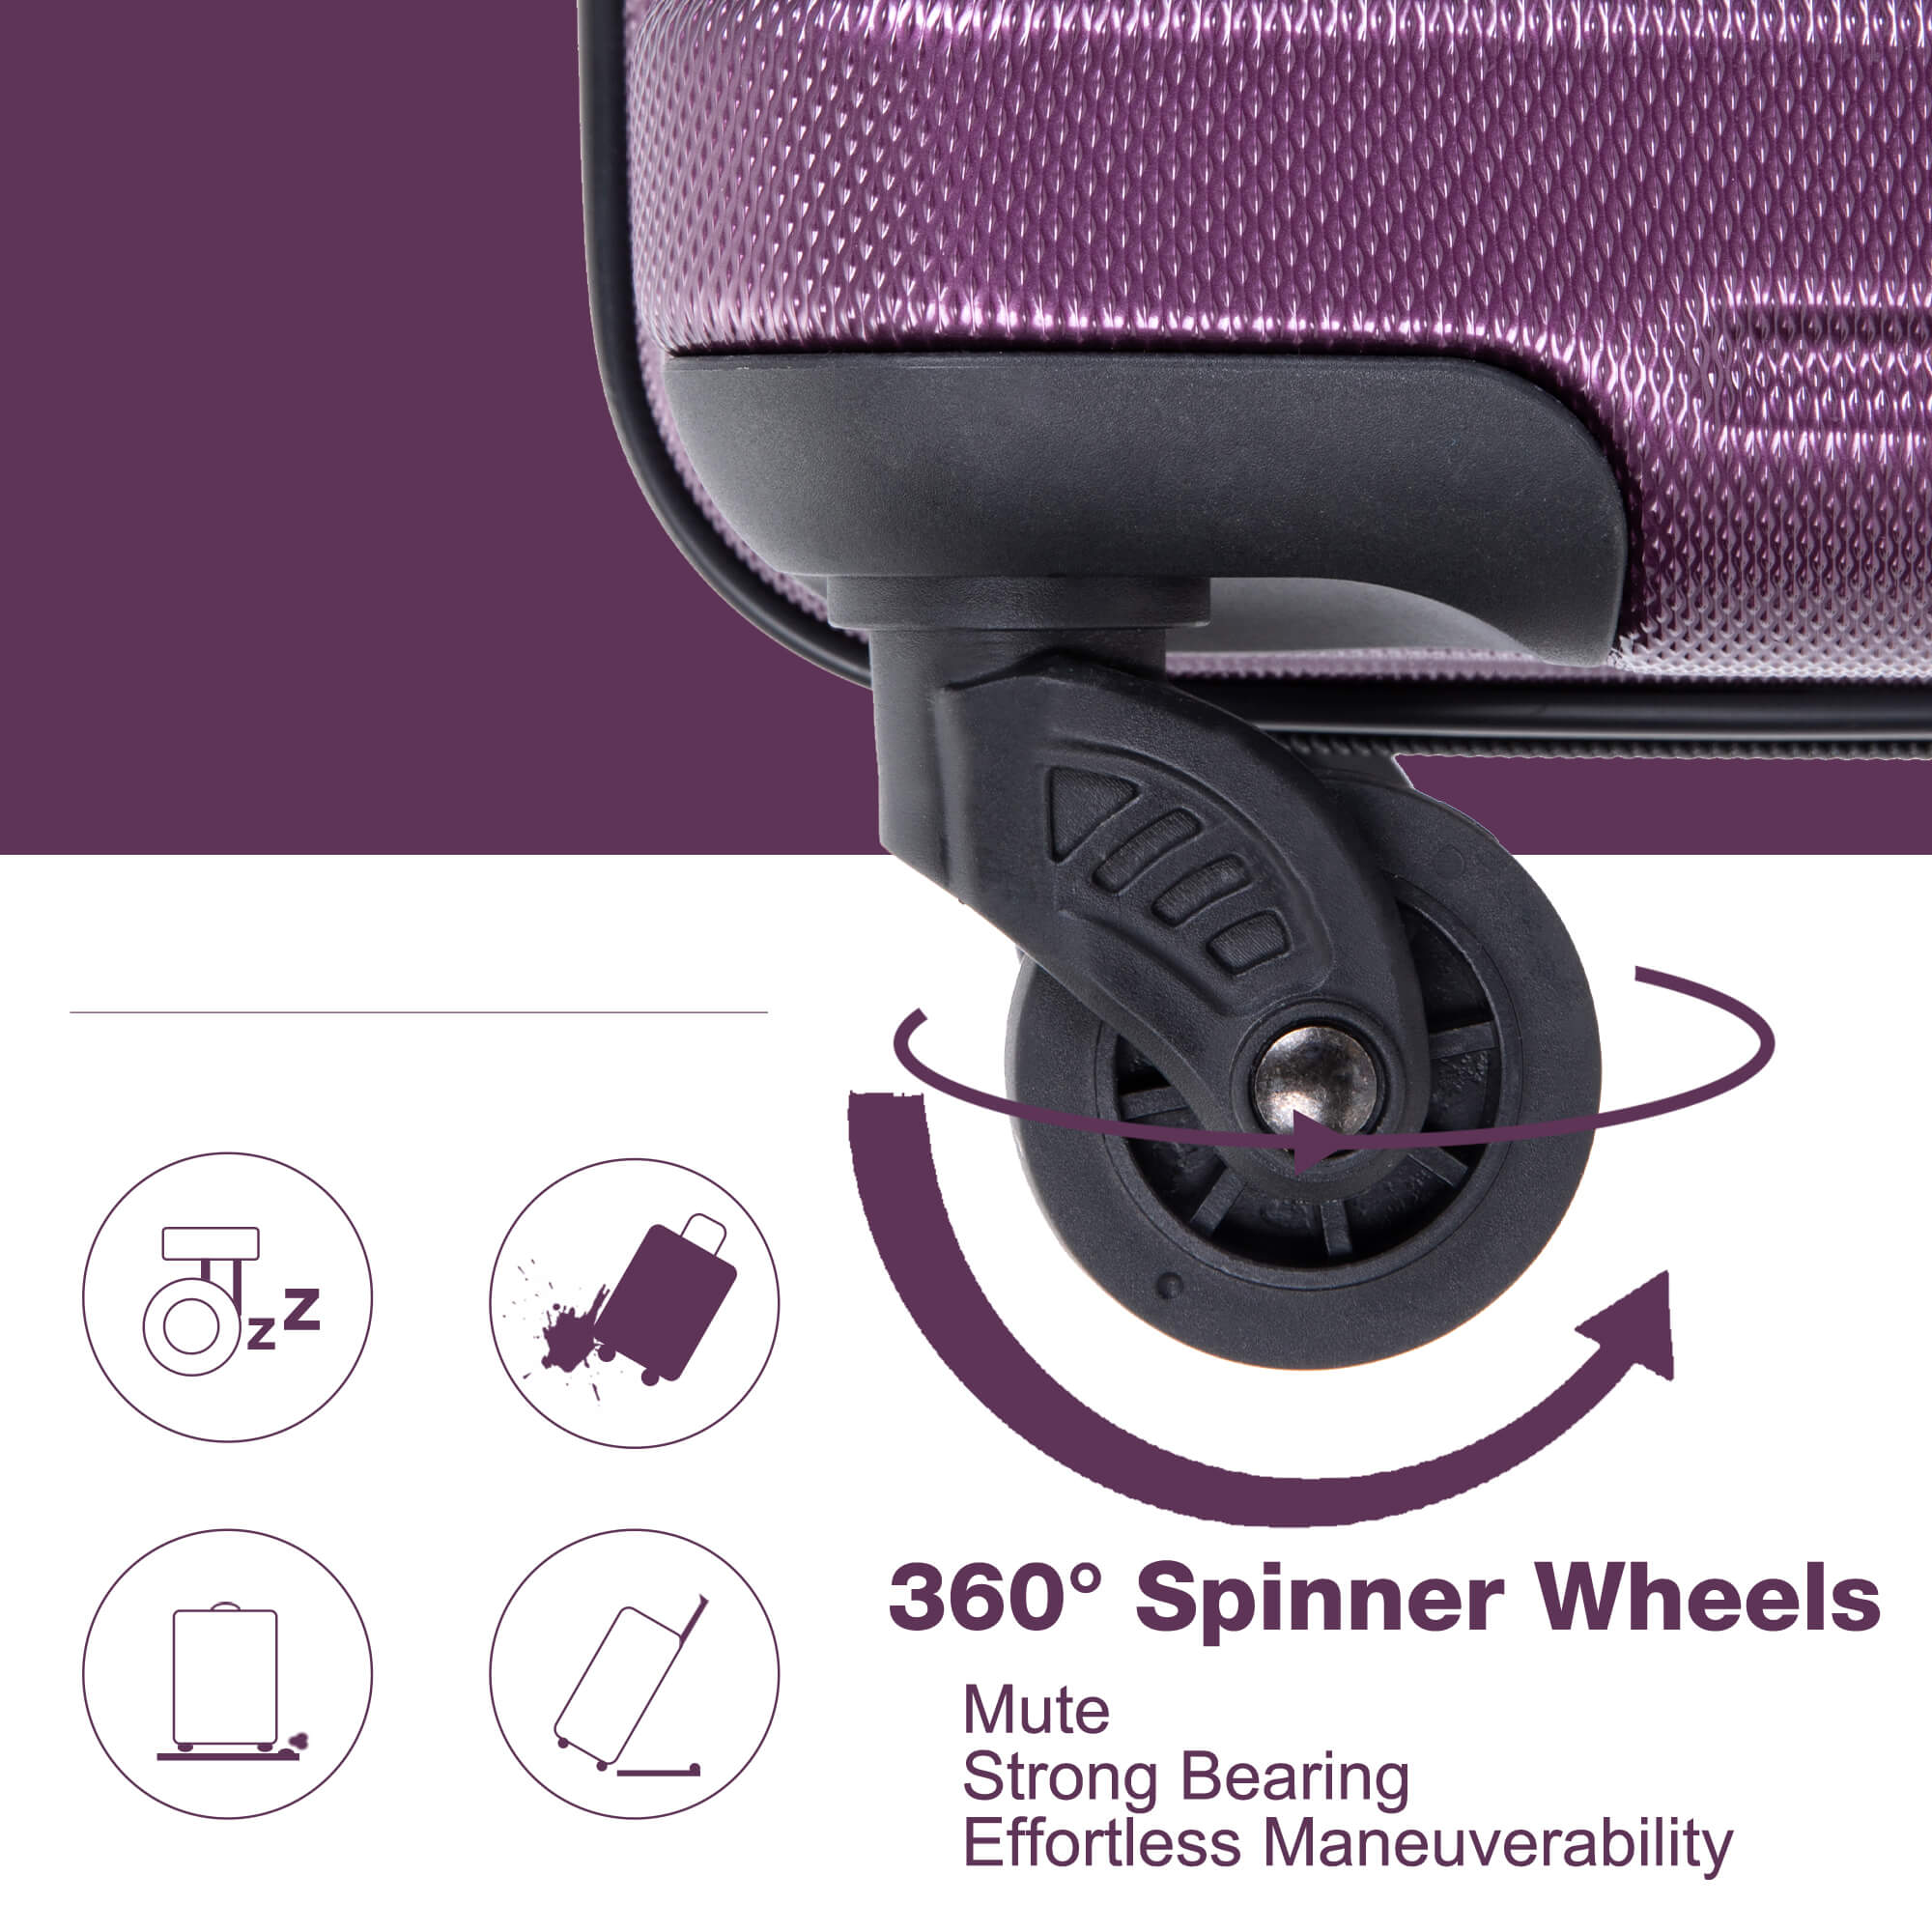 z Z
360° Spinner Wheels
Mute
Strong Bearing
Effortless Maneuverability